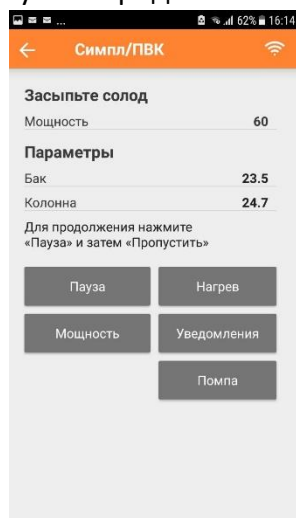 ... 62% 16:14
Симпл/ПВК
Засыпьте солод
Мощность 60
Параметры
Бак 23.5
Колонна 24.7
Для продолжения нажмите
«Пауза» и затем «Пропустить»
Пауза Нагрев
Мощность Уведомления
Помпа